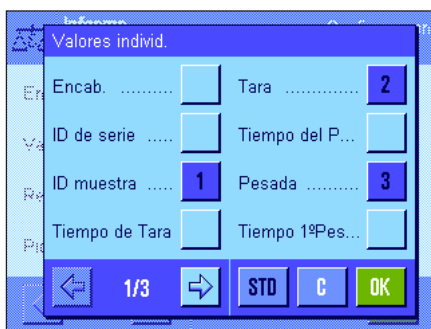 Informe
Valores individ.
Encab. ..........
Tara .............. 2
ID de serie .....
Tiempo del P...
ID muestra ..... 1
Pesada .......... 3
Tiempo de Tara
Tiempo 1ºPes...
1/3
STD
C
OK